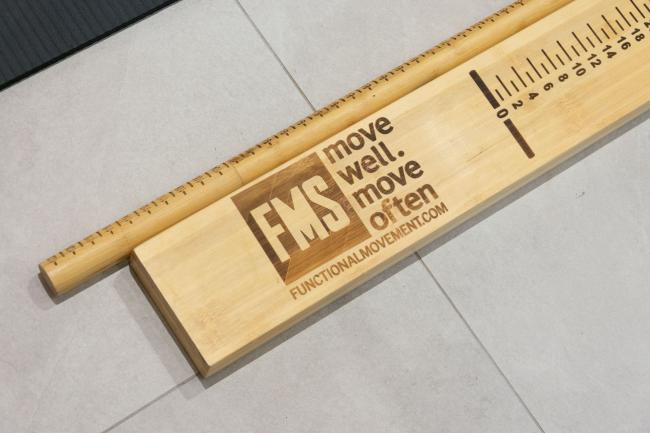 FMS
move
well.
move
often
FUNCTIONALMOVEMENT.COM
0 2 4 6 8 10 12 14 16 18